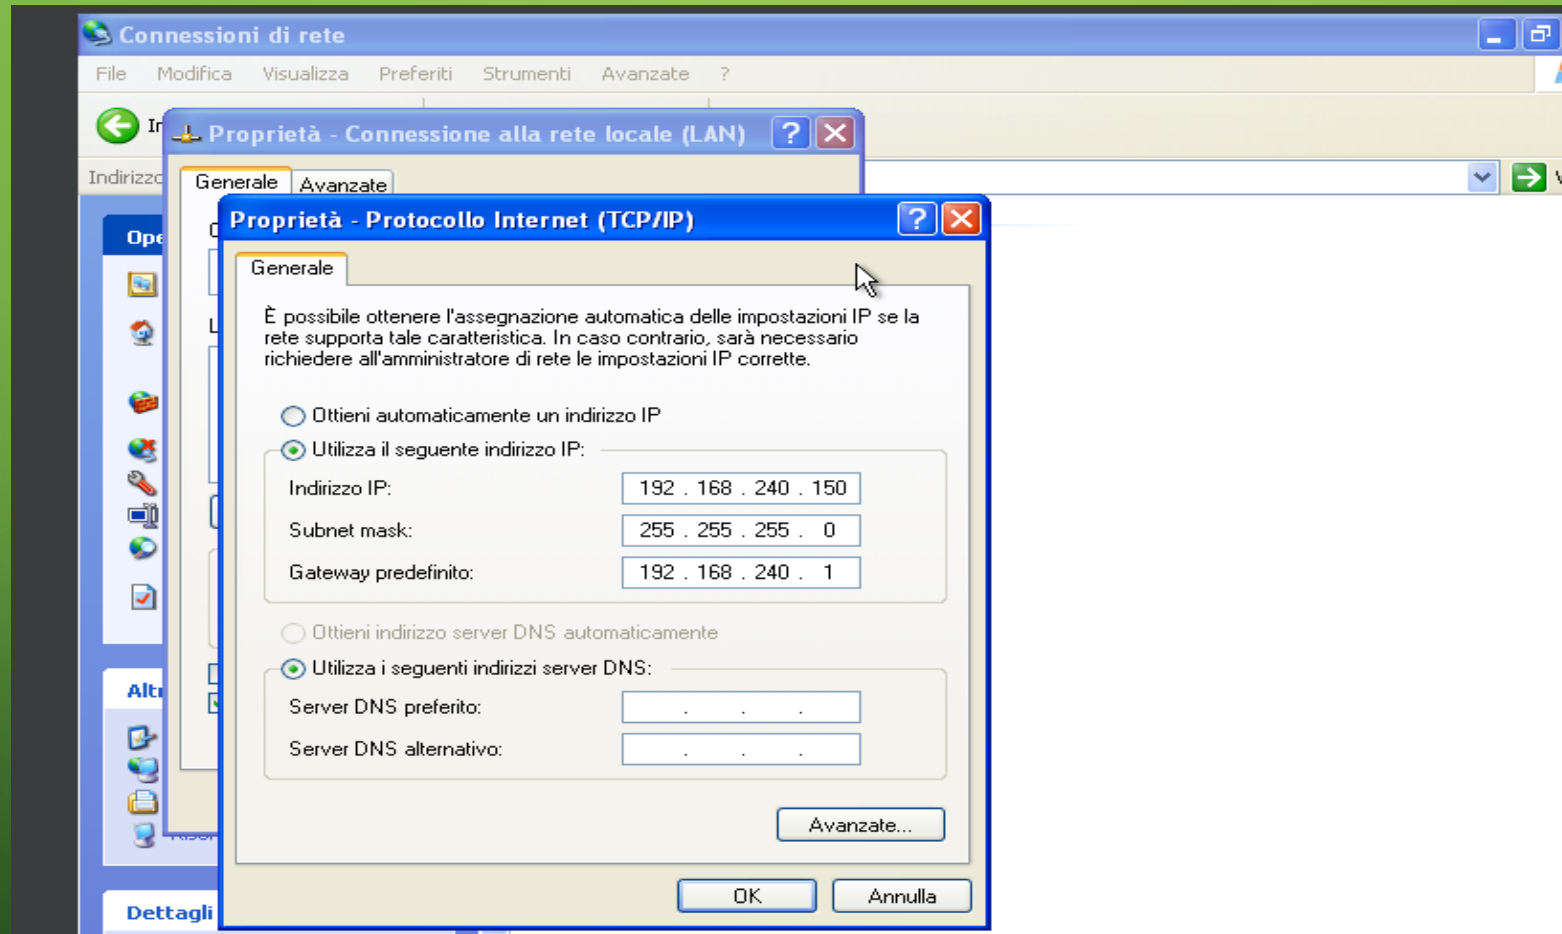 Connessioni di rete
File Modifica Visualizza Preferiti Strumenti Avanzate ?
Proprietà - Connessione alla rete locale (LAN)
Generale Avanzate
Proprietà - Protocollo Internet (TCP/IP)
Generale
È possibile ottenere l'assegnazione automatica delle impostazioni IP se la
rete supporta tale caratteristica. In caso contrario, sarà necessario
richiedere all'amministratore di rete le impostazioni IP corrette.
Ottieni automaticamente un indirizzo IP
Utilizza il seguente indirizzo IP:
Indirizzo IP: 192 . 168 . 240 . 150
Subnet mask: 255 . 255 . 255 . 0
Gateway predefinito: 192 . 168 . 240 . 1
Ottieni indirizzo server DNS automaticamente
Utilizza i seguenti indirizzi server DNS:
Server DNS preferito: . . .
Server DNS alternativo: . . .
Avanzate...
OK Annulla
Dettagli